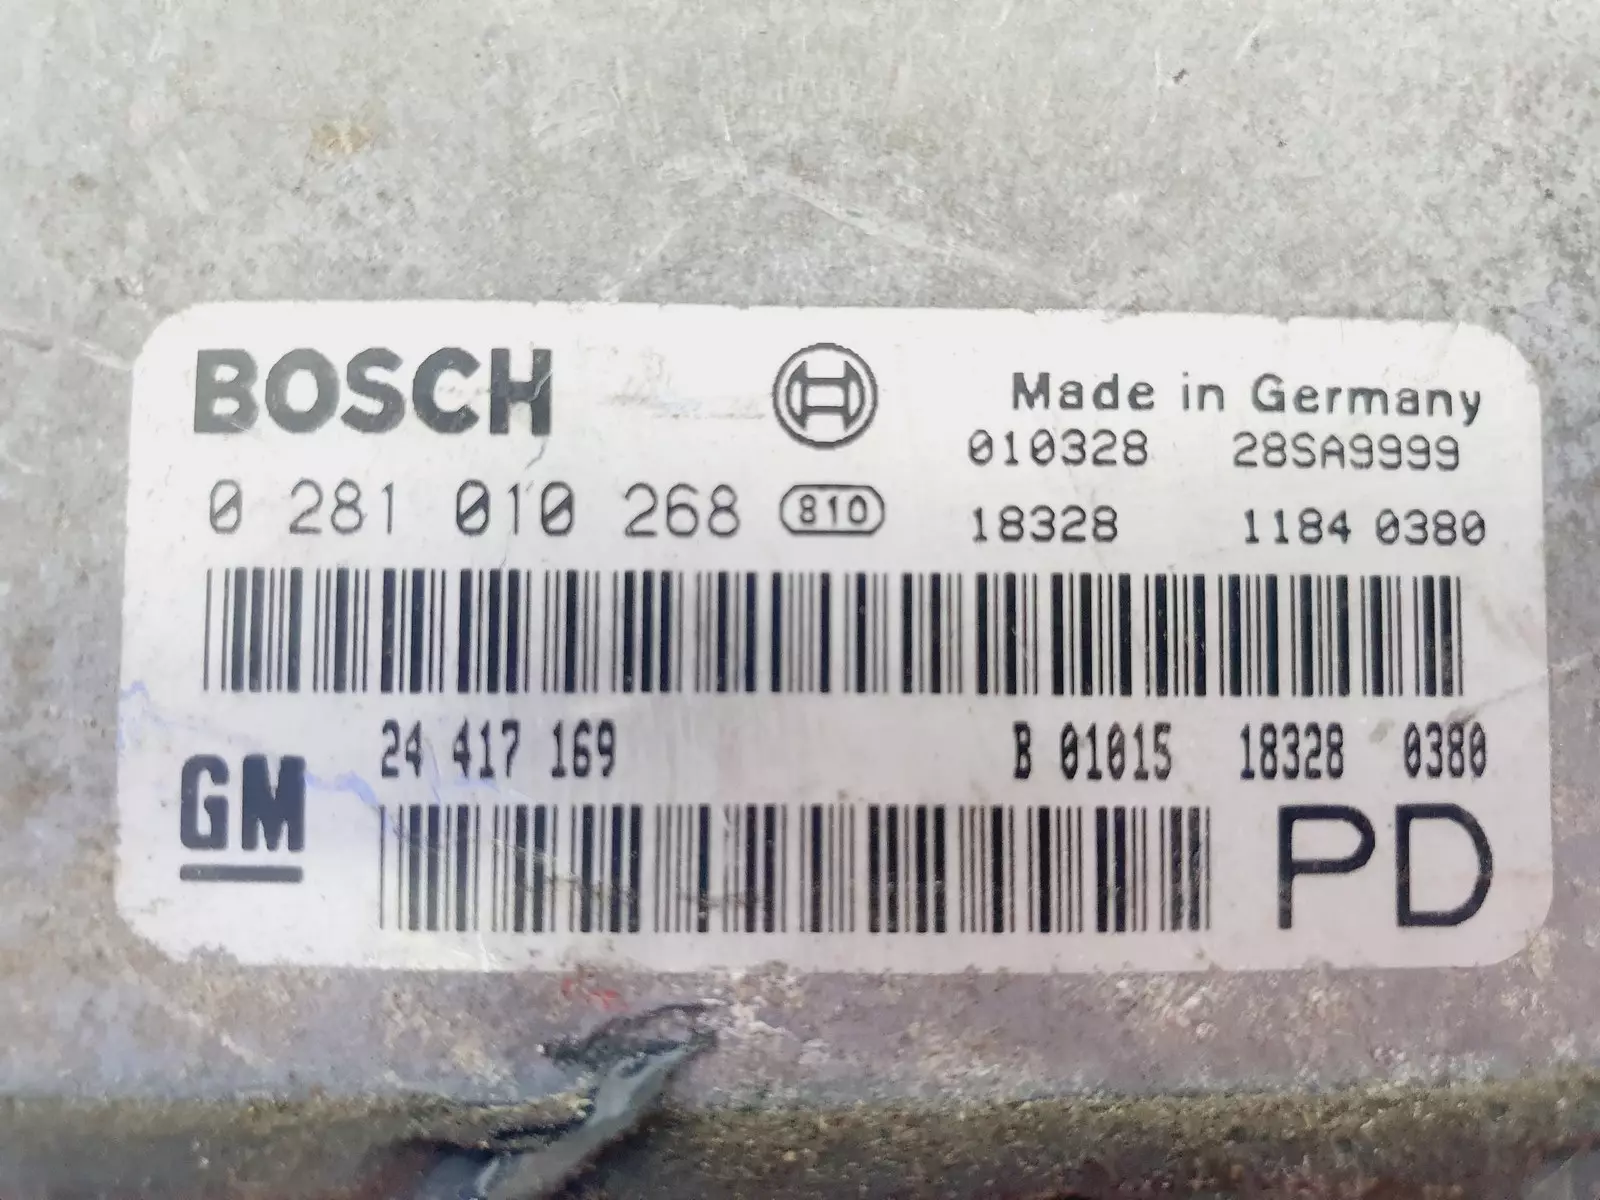 BOSCH
Made in Germany
010328 28SA9999
0 281 010 268 810
18328 1184 0380
24 417 169 B 01015 18328 0380
GM
PD